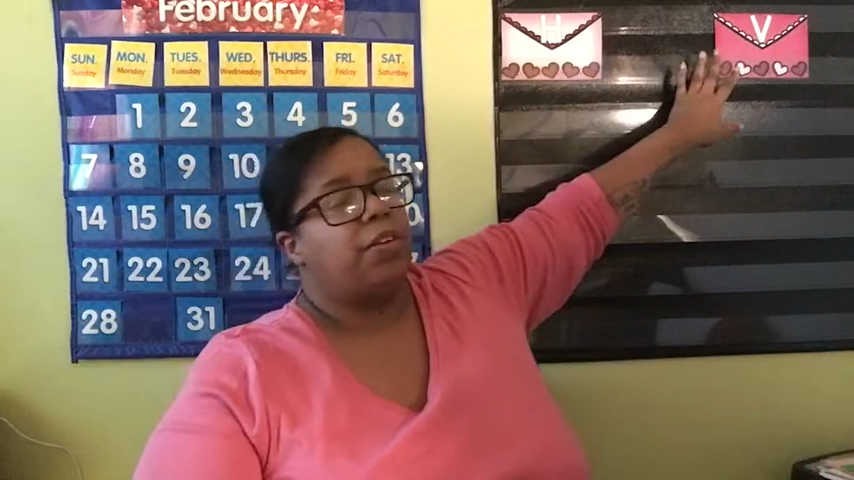 February
SUN. MON. TUES. WED. THURS. FRI. SAT.
Sunday Monday Tuesday Wednesday Thursday Friday Saturday
1 2 3 4 5 6
7 8 9 10 13
14 15 16 17
21 22 23 24
28 31
H V